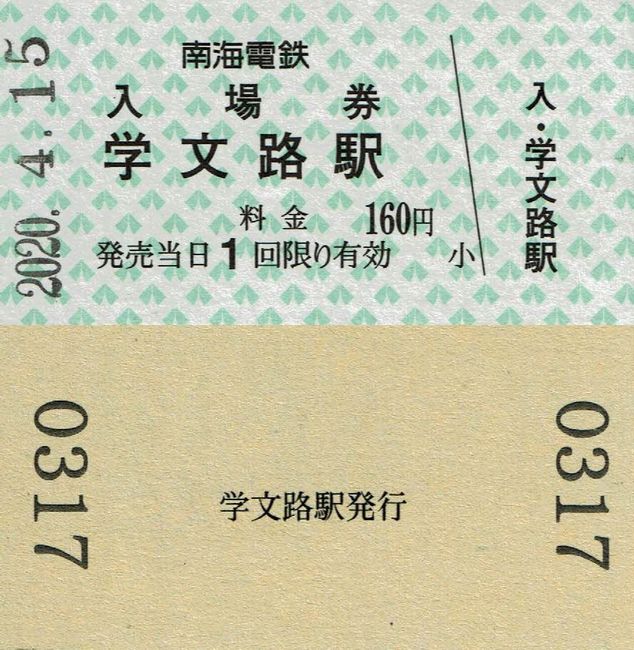 2020.4.15
南海電鉄
入場券
学文路駅
料金 160円
発売当日1回限り有効 小
入・学文路駅
0317
学文路駅発行
0317